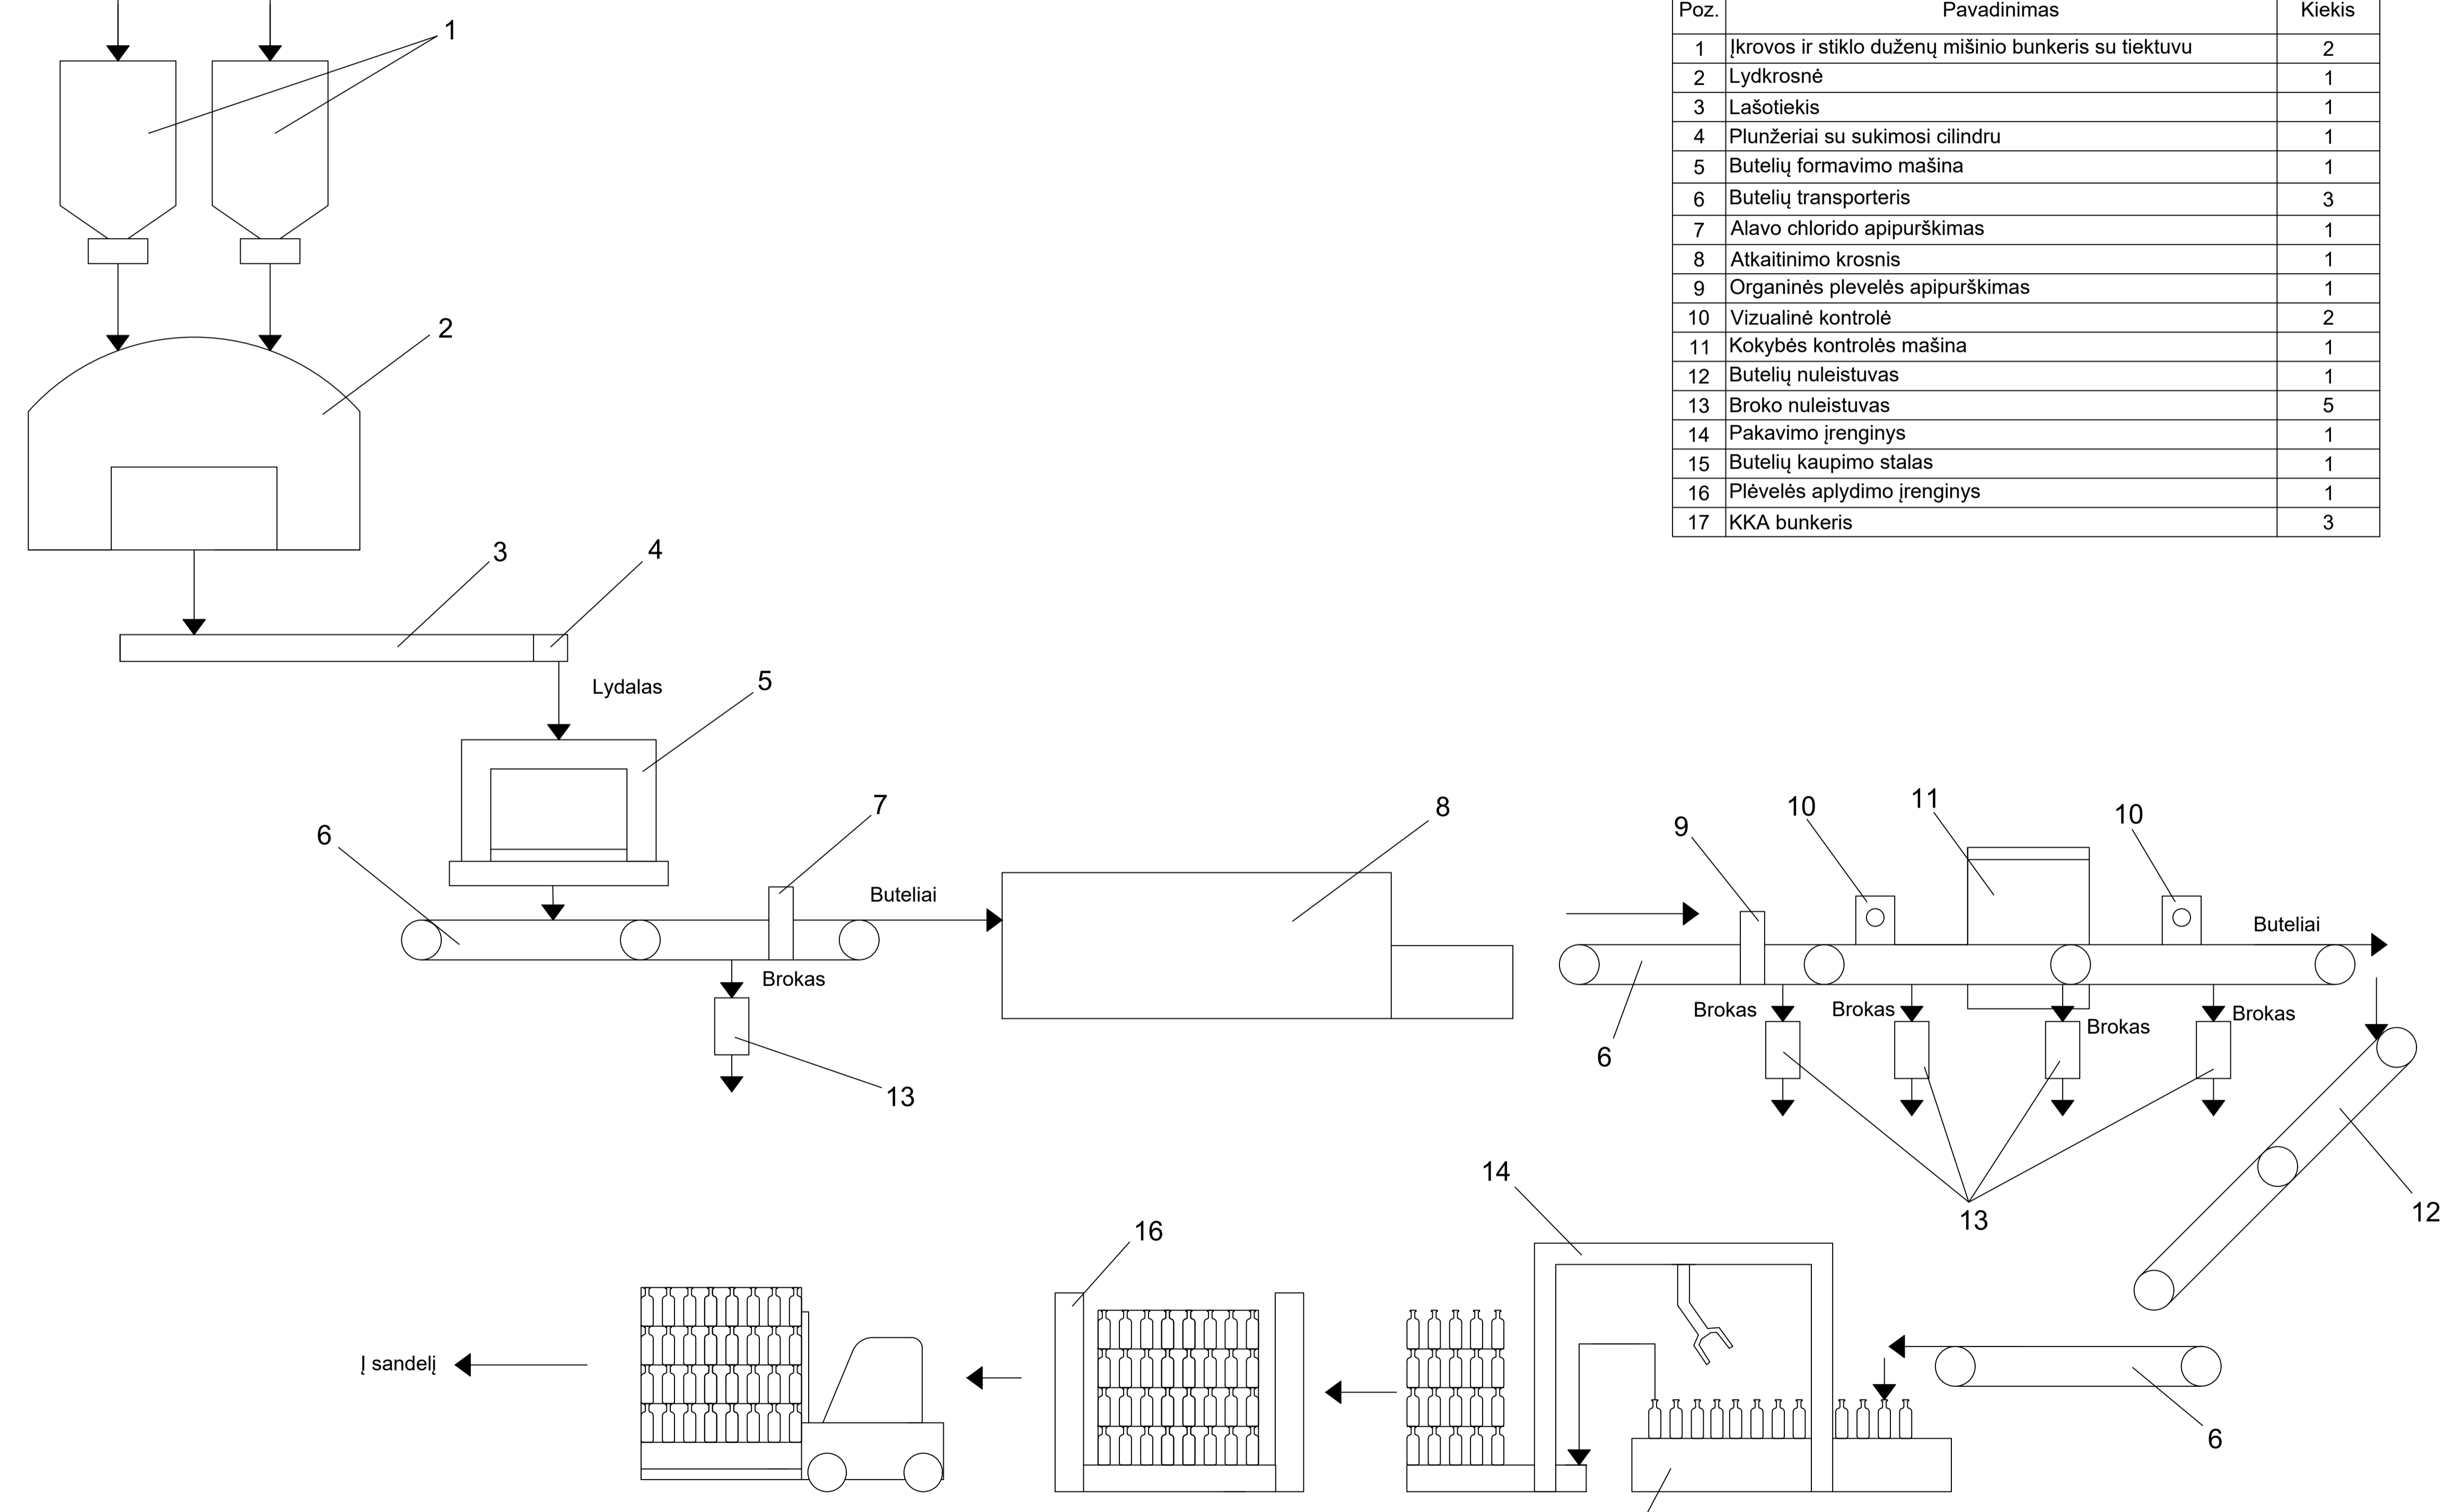 Poz. Pavadinimas Kiekis
1 Įkrovos ir stiklo duženų mišinio bunkeris su tiektuvu 2
2 Lydkrosnė 1
3 Lašotiekis 1
4 Plunžeriai su sukimosi cilindru 1
5 Butelių formavimo mašina 1
6 Butelių transporteris 3
7 Alavo chlorido apipurškimas 1
8 Atkaitinimo krosnis 1
9 Organinės plevelės apipurškimas 1
10 Vizualinė kontrolė 2
11 Kokybės kontrolės mašina 1
12 Butelių nuleistuvas 1
13 Broko nuleistuvas 5
14 Pakavimo įrenginys 1
15 Butelių kaupimo stalas 1
16 Plėvelės aplydimo įrenginys 1
17 KKA bunkeris 3
1
2
3
4
Lydalas
5
6
7
Buteliai
8
Brokas
13
9
10
11
10
Buteliai
Brokas
Brokas
Brokas
Brokas
6
13
12
14
16
Į sandelį
6